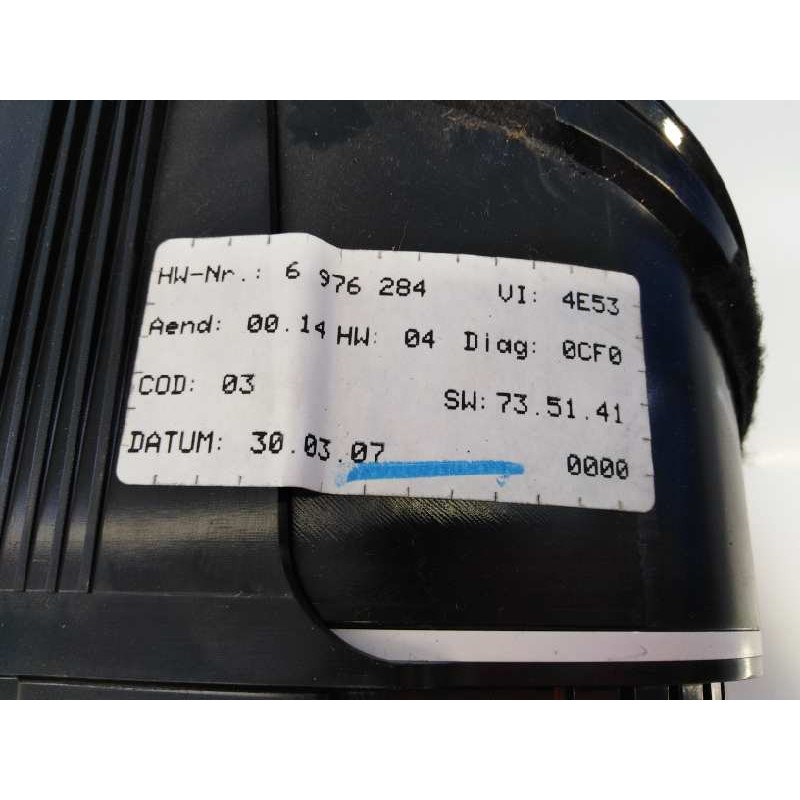 HW-Nr.: 6 976 284 VI: 4E53
Aend: 00.14 HW: 04 Diag: 0CF0
COD: 03 SW: 73.51.41
DATUM: 30.03.07 0000